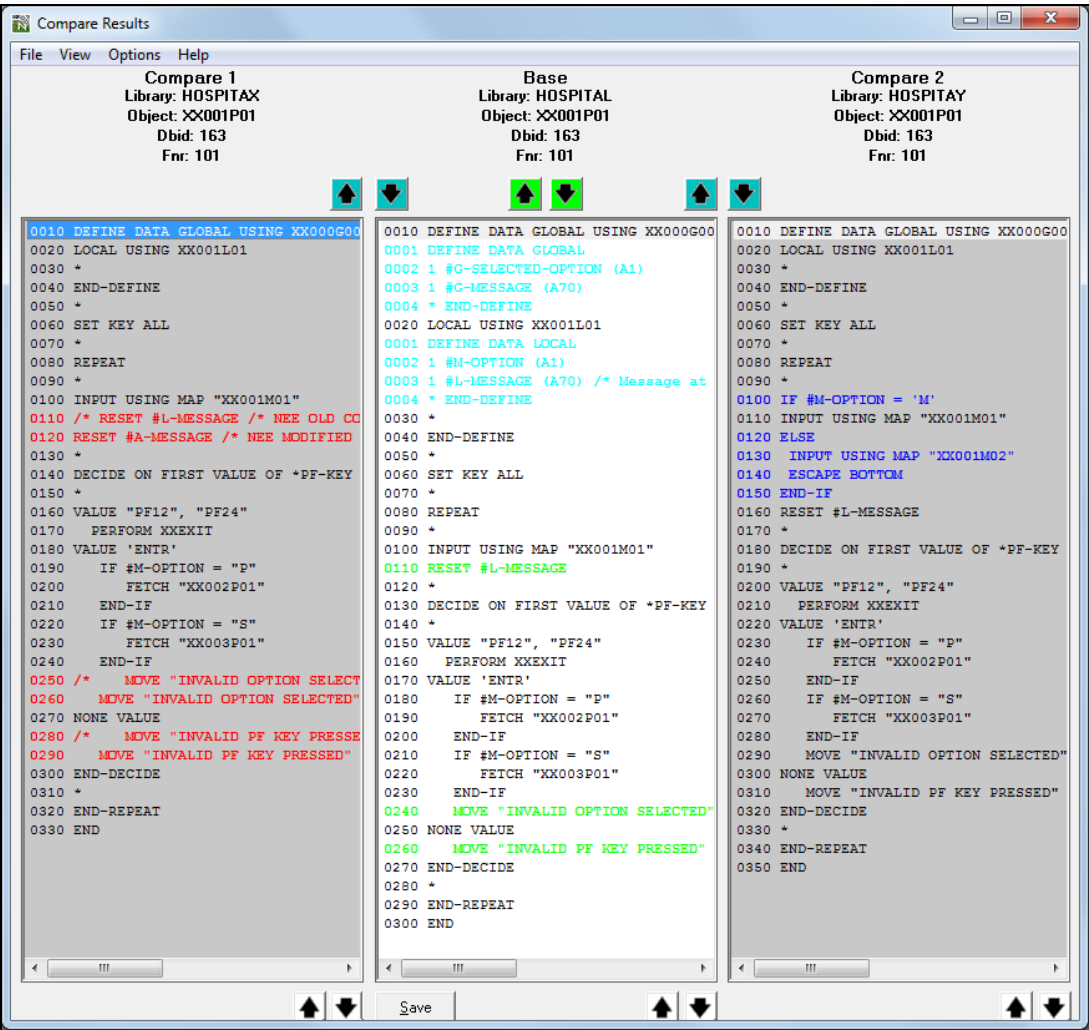 Compare Results
File View Options Help
Compare 1
Library: HOSPITAX
Object: XX001P01
Dbid: 163
Fnr: 101
Base
Library: HOSPITAL
Object: XX001P01
Dbid: 163
Fnr: 101
Compare 2
Library: HOSPITAY
Object: XX001P01
Dbid: 163
Fnr: 101
0010 DEFINE DATA GLOBAL USING XX000G00
0020 LOCAL USING XX001L01
0030 *
0040 END-DEFINE
0050 *
0060 SET KEY ALL
0070 *
0080 REPEAT
0090 *
0100 INPUT USING MAP "XX001M01"
0110 /* RESET #L-MESSAGE /* NEE OLD CO
0120 RESET #A-MESSAGE /* NEE MODIFIED
0130 *
0140 DECIDE ON FIRST VALUE OF *PF-KEY
0150 *
0160 VALUE "PF12", "PF24"
0170   PERFORM XXEXIT
0180 VALUE 'ENTR'
0190    IF #M-OPTION = "P"
0200       FETCH "XX002P01"
0210    END-IF
0220    IF #M-OPTION = "S"
0230       FETCH "XX003P01"
0240    END-IF
0250 /*    MOVE "INVALID OPTION SELECT
0260    MOVE "INVALID OPTION SELECTED"
0270 NONE VALUE
0280 /*    MOVE "INVALID PF KEY PRESSE
0290    MOVE "INVALID PF KEY PRESSED"
0300 END-DECIDE
0310 *
0320 END-REPEAT
0330 END
0010 DEFINE DATA GLOBAL USING XX000G00
0001 DEFINE DATA GLOBAL
0002 1 #G-SELECTED-OPTION (A1)
0003 1 #G-MESSAGE (A70)
0004 * END-DEFINE
0020 LOCAL USING XX001L01
0001 DEFINE DATA LOCAL
0002 1 #M-OPTION (A1)
0003 1 #L-MESSAGE (A70) /* Message at
0004 * END-DEFINE
0030 *
0040 END-DEFINE
0050 *
0060 SET KEY ALL
0070 *
0080 REPEAT
0090 *
0100 INPUT USING MAP "XX001M01"
0110 RESET #L-MESSAGE
0120 *
0130 DECIDE ON FIRST VALUE OF *PF-KEY
0140 *
0150 VALUE "PF12", "PF24"
0160   PERFORM XXEXIT
0170 VALUE 'ENTR'
0180    IF #M-OPTION = "P"
0190       FETCH "XX002P01"
0200    END-IF
0210    IF #M-OPTION = "S"
0220       FETCH "XX003P01"
0230    END-IF
0240    MOVE "INVALID OPTION SELECTED"
0250 NONE VALUE
0260    MOVE "INVALID PF KEY PRESSED"
0270 END-DECIDE
0280 *
0290 END-REPEAT
0300 END
0010 DEFINE DATA GLOBAL USING XX000G00
0020 LOCAL USING XX001L01
0030 *
0040 END-DEFINE
0050 *
0060 SET KEY ALL
0070 *
0080 REPEAT
0090 *
0100 IF #M-OPTION = 'M'
0110 INPUT USING MAP "XX001M01"
0120 ELSE
0130  INPUT USING MAP "XX001M02"
0140  ESCAPE BOTTOM
0150 END-IF
0160 RESET #L-MESSAGE
0170 *
0180 DECIDE ON FIRST VALUE OF *PF-KEY
0190 *
0200 VALUE "PF12", "PF24"
0210   PERFORM XXEXIT
0220 VALUE 'ENTR'
0230    IF #M-OPTION = "P"
0240       FETCH "XX002P01"
0250    END-IF
0260    IF #M-OPTION = "S"
0270       FETCH "XX003P01"
0280    END-IF
0290    MOVE "INVALID OPTION SELECTED"
0300 NONE VALUE
0310    MOVE "INVALID PF KEY PRESSED"
0320 END-DECIDE
0330 *
0340 END-REPEAT
0350 END
Save